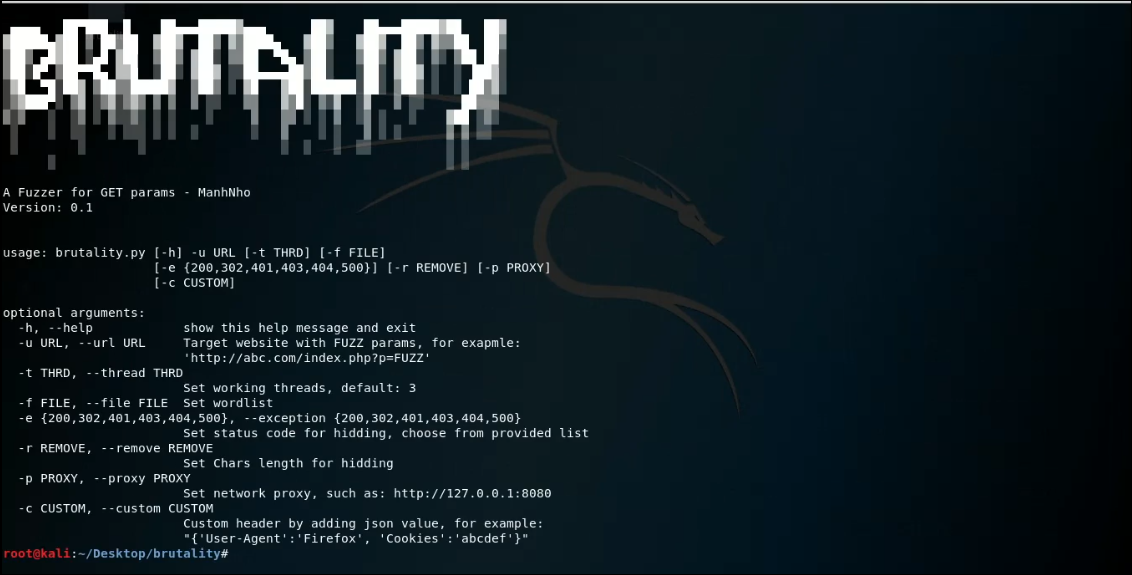 BRUTALITY
A Fuzzer for GET params - ManhNho
Version: 0.1
usage: brutality.py [-h] -u URL [-t THRD] [-f FILE]
[-e {200,302,401,403,404,500}] [-r REMOVE] [-p PROXY]
[-c CUSTOM]
optional arguments:
-h, --help show this help message and exit
-u URL, --url URL Target website with FUZZ params, for exapmle:
'http://abc.com/index.php?p=FUZZ'
-t THRD, --thread THRD
Set working threads, default: 3
-f FILE, --file FILE Set wordlist
-e {200,302,401,403,404,500}, --exception {200,302,401,403,404,500}
Set status code for hidding, choose from provided list
-r REMOVE, --remove REMOVE
Set Chars length for hidding
-p PROXY, --proxy PROXY
Set network proxy, such as: http://127.0.0.1:8080
-c CUSTOM, --custom CUSTOM
Custom header by adding json value, for example:
"{'User-Agent':'Firefox', 'Cookies':'abcdef'}"
root@kali:~/Desktop/brutality#